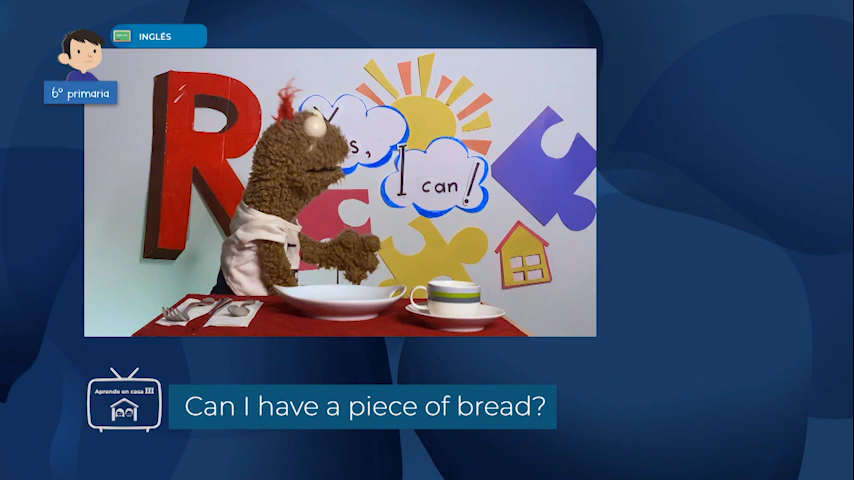 INGLÉS
6º primaria
R
s,
I can!
Aprende en casa III
Can I have a piece of bread?